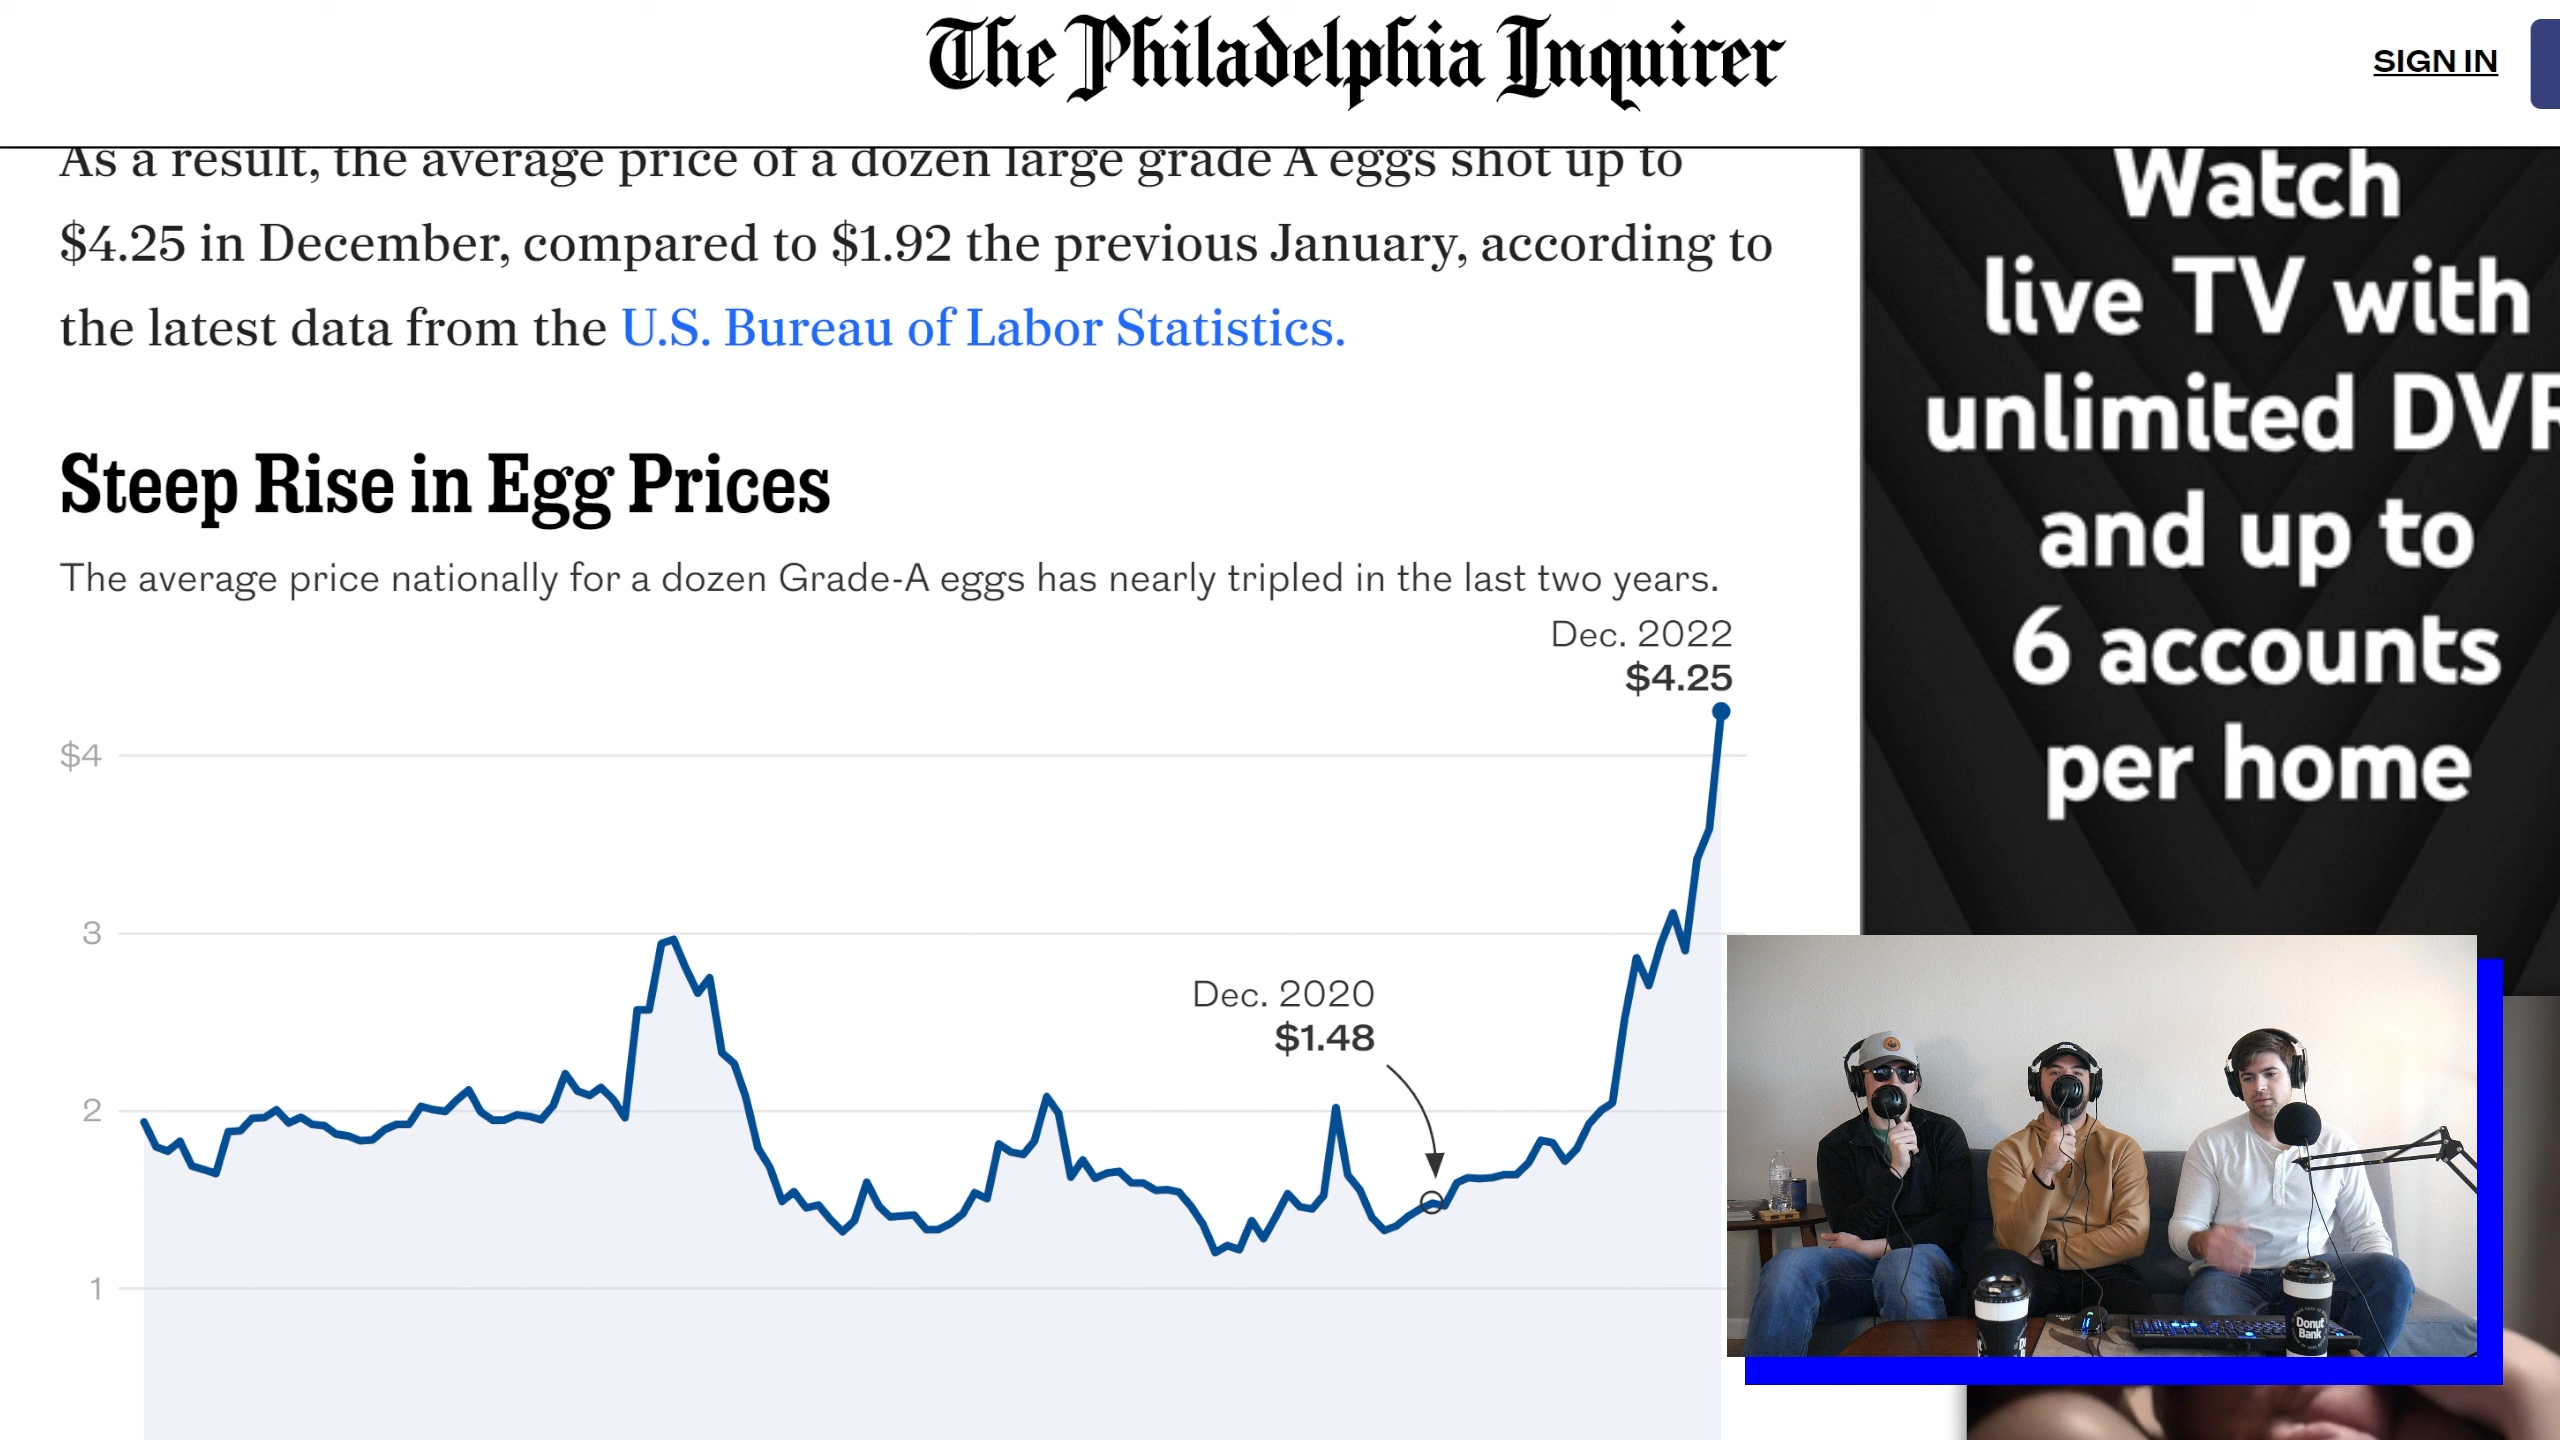 The Philadelphia Inquirer
SIGN IN
As a result, the average price of a dozen large grade A eggs shot up to
$4.25 in December, compared to $1.92 the previous January, according to
the latest data from the U.S. Bureau of Labor Statistics.
Steep Rise in Egg Prices
The average price nationally for a dozen Grade-A eggs has nearly tripled in the last two years.
Dec. 2022
$4.25
$4
3
Dec. 2020
$1.48
2
1
Watch
live TV with
unlimited DVR
and up to
6 accounts
per home
Donut
Bank